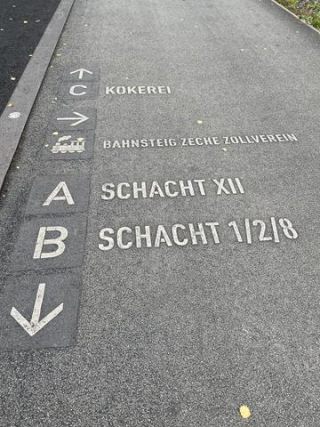 C KOKEREI
BAHNSTEIG ZECHE ZOLLVEREIN
A SCHACHT XII
B SCHACHT 1/2/8